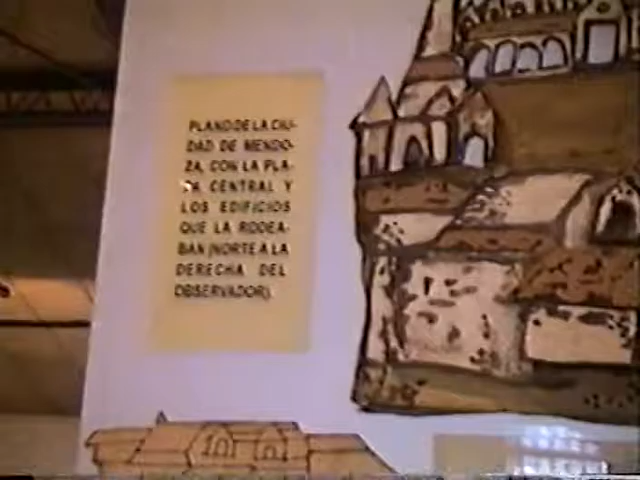 PLANO DE LA CIU-
DAD DE MENDO-
ZA, CON LA PLA-
ZA CENTRAL Y
LOS EDIFICIOS
QUE LA RODEA-
BAN (NORTE A LA
DERECHA DEL
OBSERVADOR).